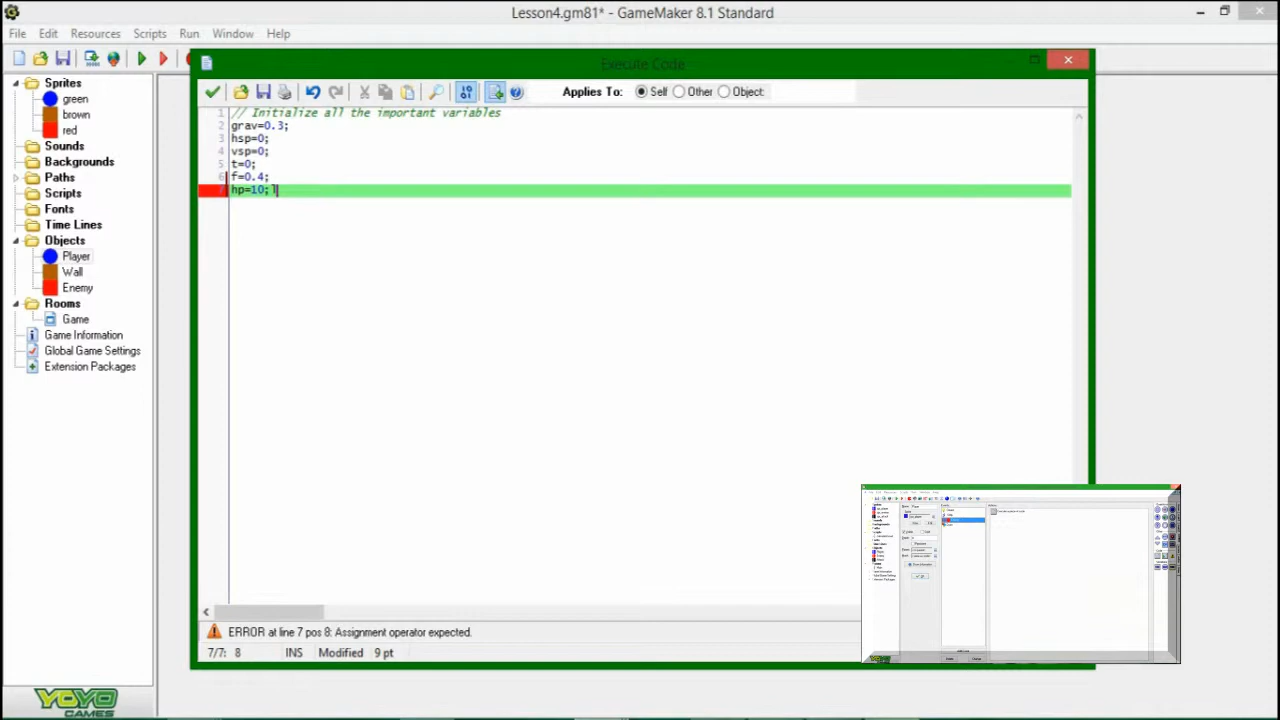 Lesson4.gm81* - GameMaker 8.1 Standard
File Edit Resources Scripts Run Window Help
Execute Code
Applies To: Self Other Object:
Sprites
green
brown
red
Sounds
Backgrounds
Paths
Scripts
Fonts
Time Lines
Objects
Player
Wall
Enemy
Rooms
Game
Game Information
Global Game Settings
Extension Packages
1 // Initialize all the important variables
2 grav=0.3;
3 hsp=0;
4 vsp=0;
5 t=0;
6 f=0.4;
7 hp=10;l
ERROR at line 7 pos 8: Assignment operator expected.
7/7: 8 INS Modified 9 pt
YOYO
GAMES